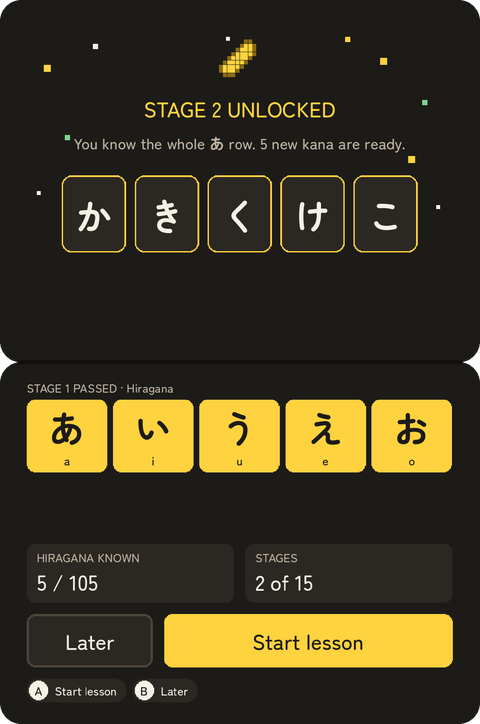 STAGE 2 UNLOCKED
You know the whole あ row. 5 new kana are ready.
か き く け こ
STAGE 1 PASSED · Hiragana
あ い う え お
a i u e o
HIRAGANA KNOWN STAGES
5 / 105 2 of 15
Later Start lesson
A Start lesson B Later